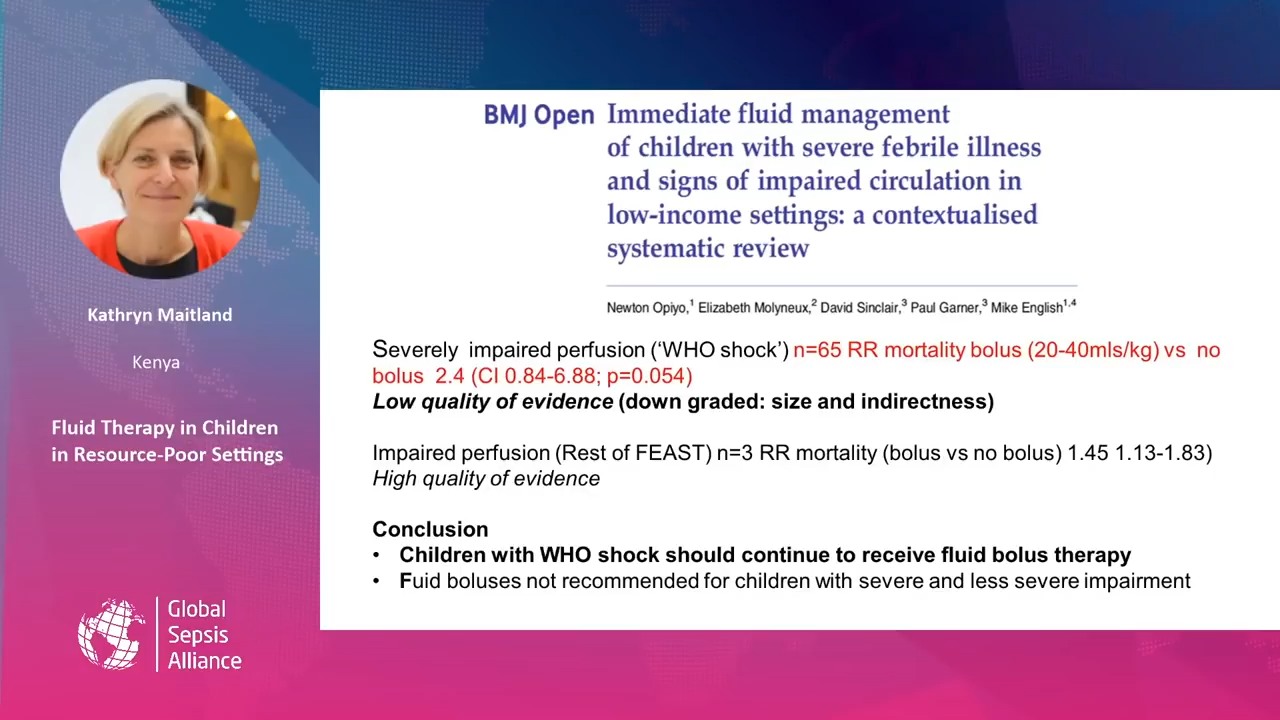 Kathryn Maitland
Kenya
Fluid Therapy in Children
in Resource-Poor Settings
Global
Sepsis
Alliance
BMJ Open Immediate fluid management
of children with severe febrile illness
and signs of impaired circulation in
low-income settings: a contextualised
systematic review
Newton Opiyo,¹ Elizabeth Molyneux,² David Sinclair,³ Paul Garner,³ Mike English¹,⁴
Severely impaired perfusion (‘WHO shock’) n=65 RR mortality bolus (20-40mls/kg) vs no
bolus 2.4 (CI 0.84-6.88; p=0.054)
Low quality of evidence (down graded: size and indirectness)
Impaired perfusion (Rest of FEAST) n=3 RR mortality (bolus vs no bolus) 1.45 1.13-1.83)
High quality of evidence
Conclusion
• Children with WHO shock should continue to receive fluid bolus therapy
• Fuid boluses not recommended for children with severe and less severe impairment